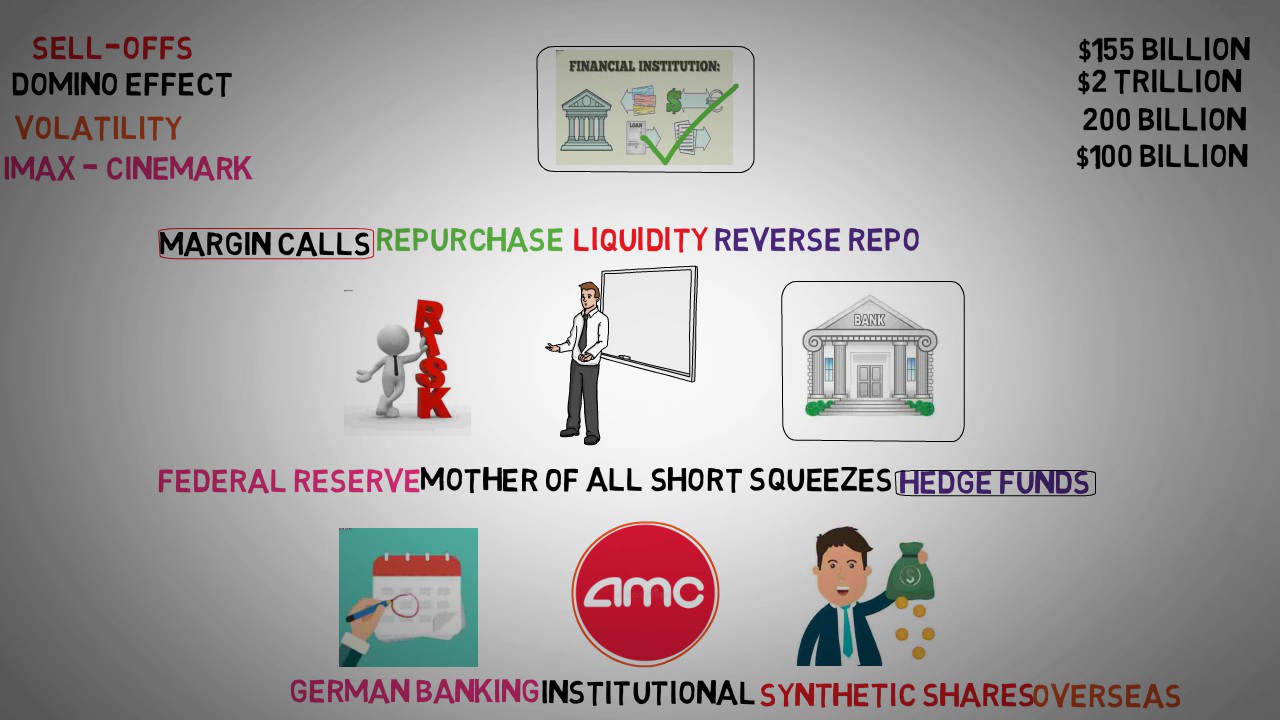 SELL-OFFS
DOMINO EFFECT
VOLATILITY
IMAX - CINEMARK
FINANCIAL INSTITUTION:
$
LOAN
$155 BILLION
$2 TRILLION
200 BILLION
$100 BILLION
MARGIN CALLS REPURCHASE LIQUIDITY REVERSE REPO
RISK
BANK
FEDERAL RESERVE MOTHER OF ALL SHORT SQUEEZES HEDGE FUNDS
amc
$
GERMAN BANKING INSTITUTIONAL SYNTHETIC SHARES OVERSEAS